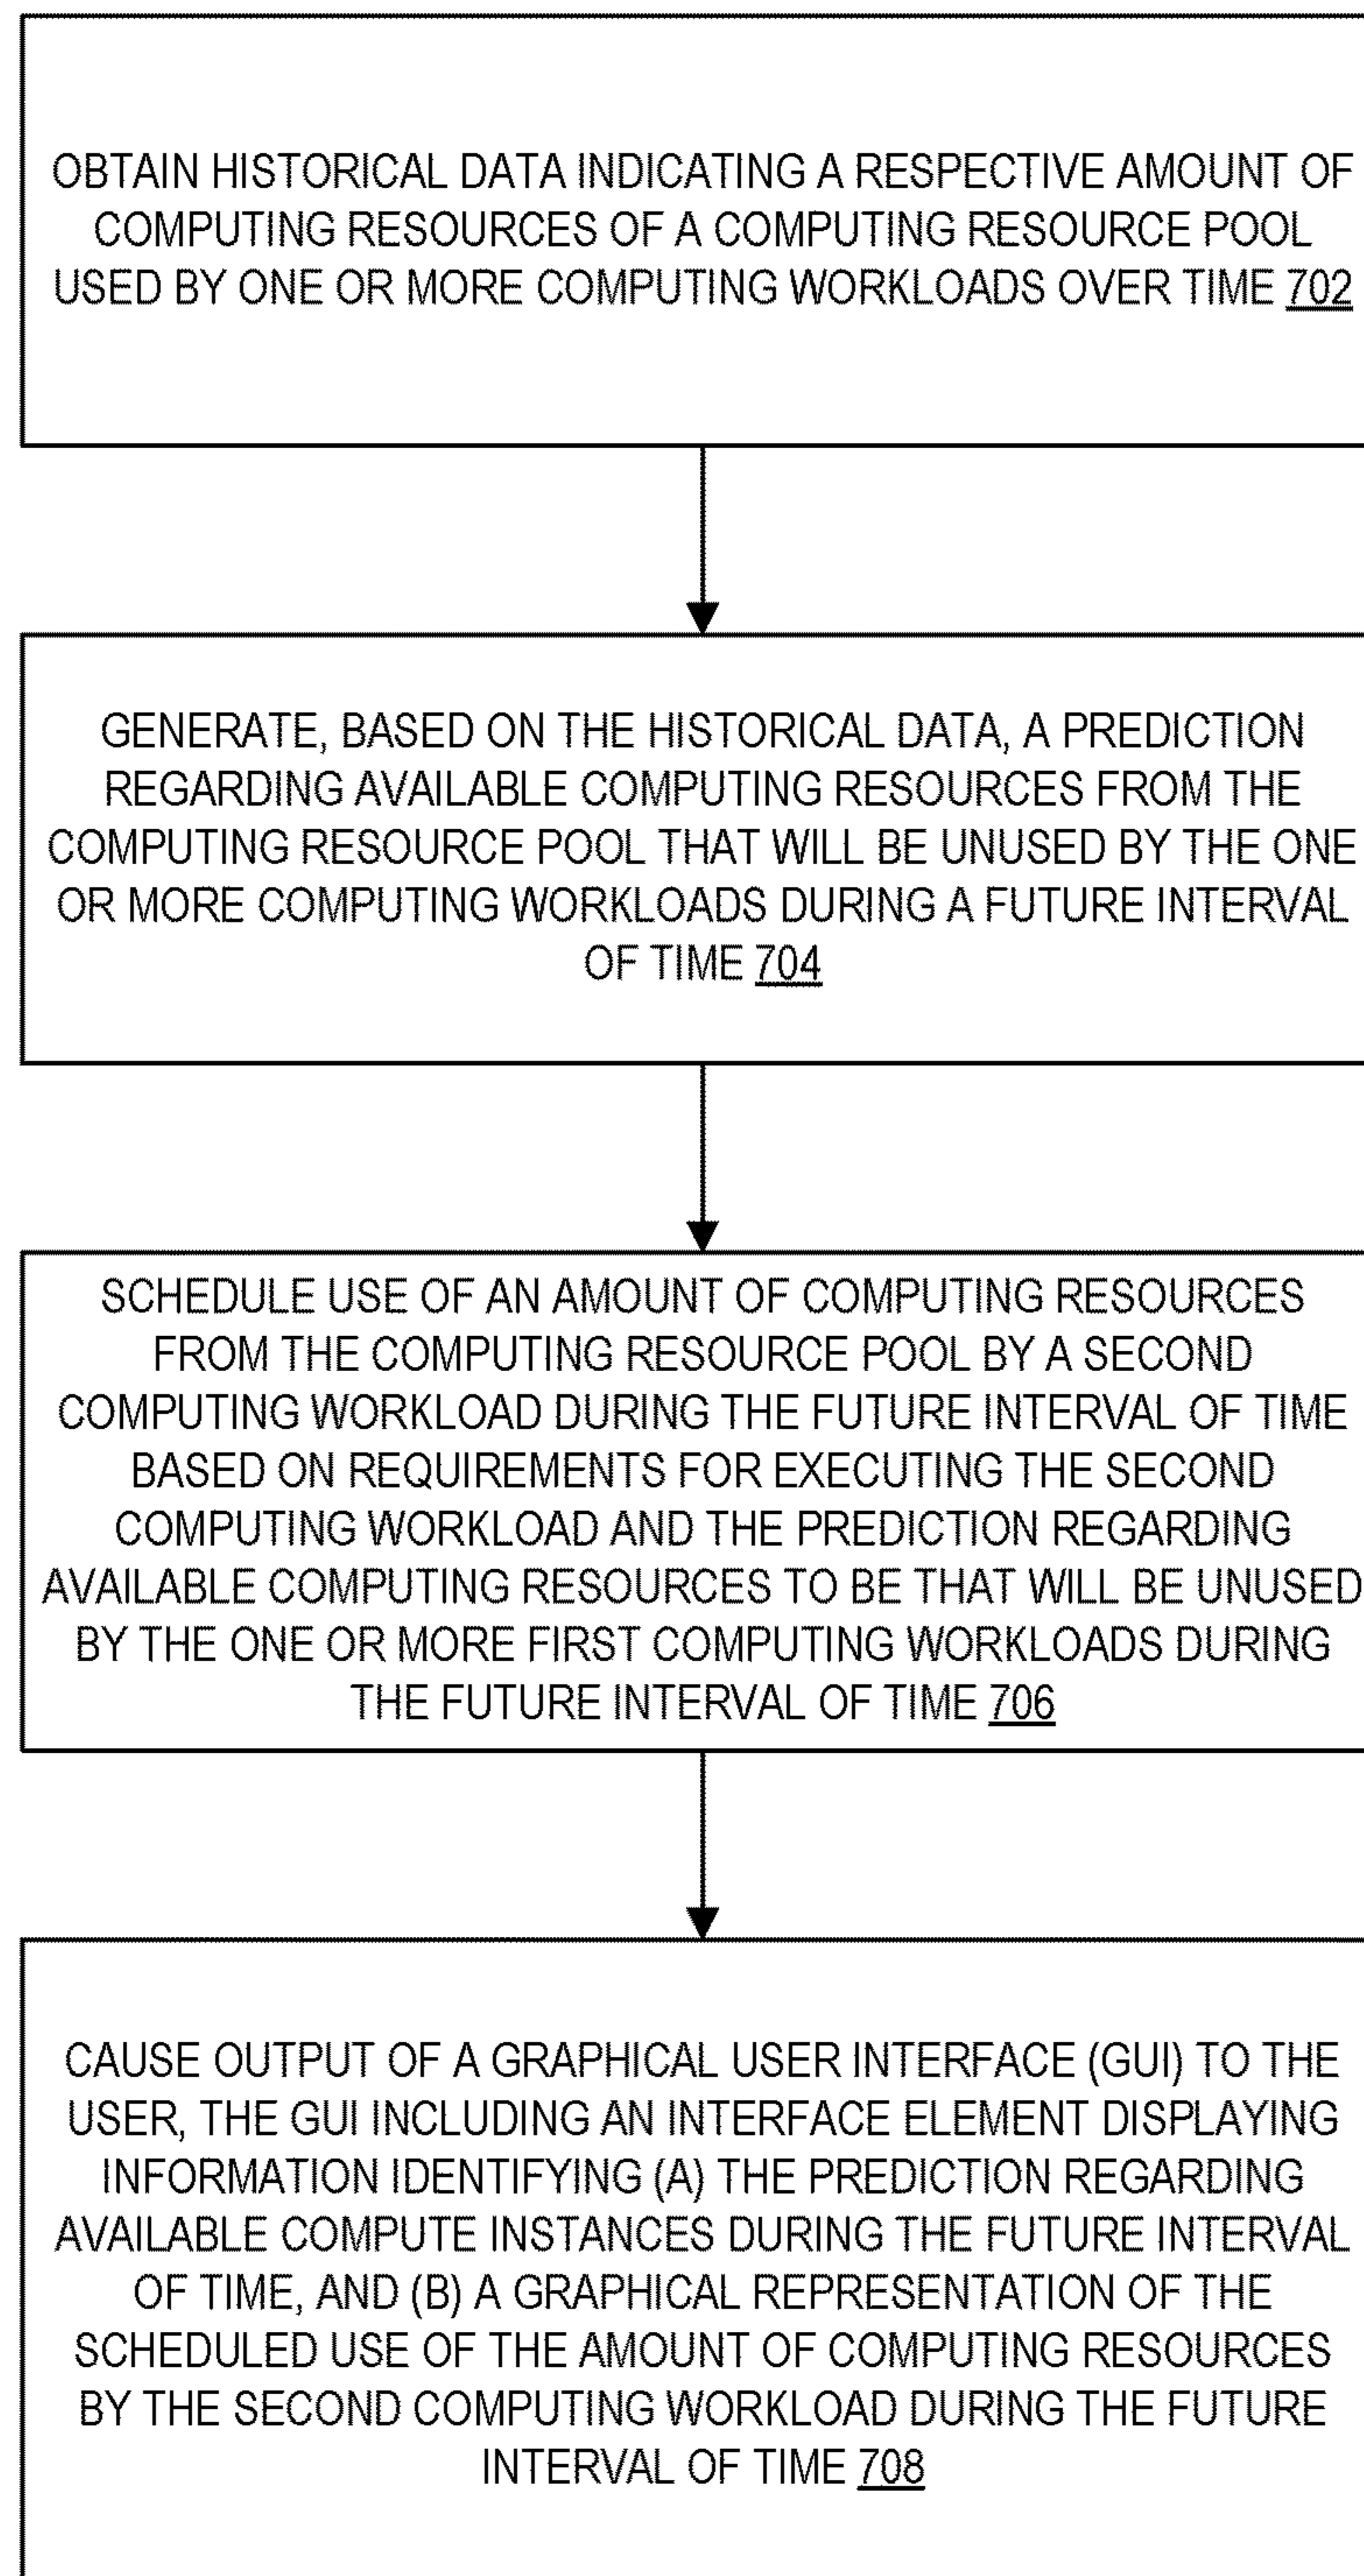 OBTAIN HISTORICAL DATA INDICATING A RESPECTIVE AMOUNT OF
COMPUTING RESOURCES OF A COMPUTING RESOURCE POOL
USED BY ONE OR MORE COMPUTING WORKLOADS OVER TIME 702
GENERATE, BASED ON THE HISTORICAL DATA, A PREDICTION
REGARDING AVAILABLE COMPUTING RESOURCES FROM THE
COMPUTING RESOURCE POOL THAT WILL BE UNUSED BY THE ONE
OR MORE COMPUTING WORKLOADS DURING A FUTURE INTERVAL
OF TIME 704
SCHEDULE USE OF AN AMOUNT OF COMPUTING RESOURCES
FROM THE COMPUTING RESOURCE POOL BY A SECOND
COMPUTING WORKLOAD DURING THE FUTURE INTERVAL OF TIME
BASED ON REQUIREMENTS FOR EXECUTING THE SECOND
COMPUTING WORKLOAD AND THE PREDICTION REGARDING
AVAILABLE COMPUTING RESOURCES TO BE THAT WILL BE UNUSED
BY THE ONE OR MORE FIRST COMPUTING WORKLOADS DURING
THE FUTURE INTERVAL OF TIME 706
CAUSE OUTPUT OF A GRAPHICAL USER INTERFACE (GUI) TO THE
USER, THE GUI INCLUDING AN INTERFACE ELEMENT DISPLAYING
INFORMATION IDENTIFYING (A) THE PREDICTION REGARDING
AVAILABLE COMPUTE INSTANCES DURING THE FUTURE INTERVAL
OF TIME, AND (B) A GRAPHICAL REPRESENTATION OF THE
SCHEDULED USE OF THE AMOUNT OF COMPUTING RESOURCES
BY THE SECOND COMPUTING WORKLOAD DURING THE FUTURE
INTERVAL OF TIME 708